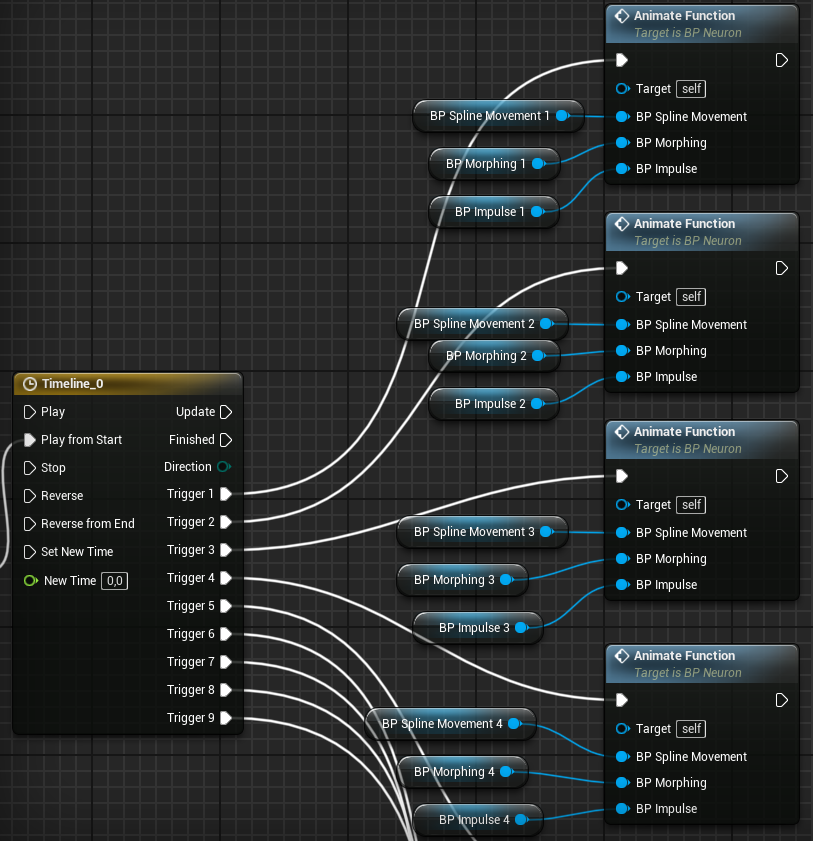 Animate Function
Target is BP Neuron
Target self
BP Spline Movement 1
BP Spline Movement
BP Morphing 1
BP Morphing
BP Impulse 1
BP Impulse
Animate Function
Target is BP Neuron
Target self
BP Spline Movement 2
BP Spline Movement
BP Morphing 2
BP Morphing
BP Impulse 2
BP Impulse
Timeline_0
Play
Update
Play from Start
Finished
Stop
Direction
Reverse
Trigger 1
Reverse from End
Trigger 2
Set New Time
Trigger 3
New Time 0,0
Trigger 4
Trigger 5
Trigger 6
Trigger 7
Trigger 8
Trigger 9
Animate Function
Target is BP Neuron
Target self
BP Spline Movement 3
BP Spline Movement
BP Morphing 3
BP Morphing
BP Impulse 3
BP Impulse
Animate Function
Target is BP Neuron
Target self
BP Spline Movement 4
BP Spline Movement
BP Morphing 4
BP Morphing
BP Impulse 4
BP Impulse